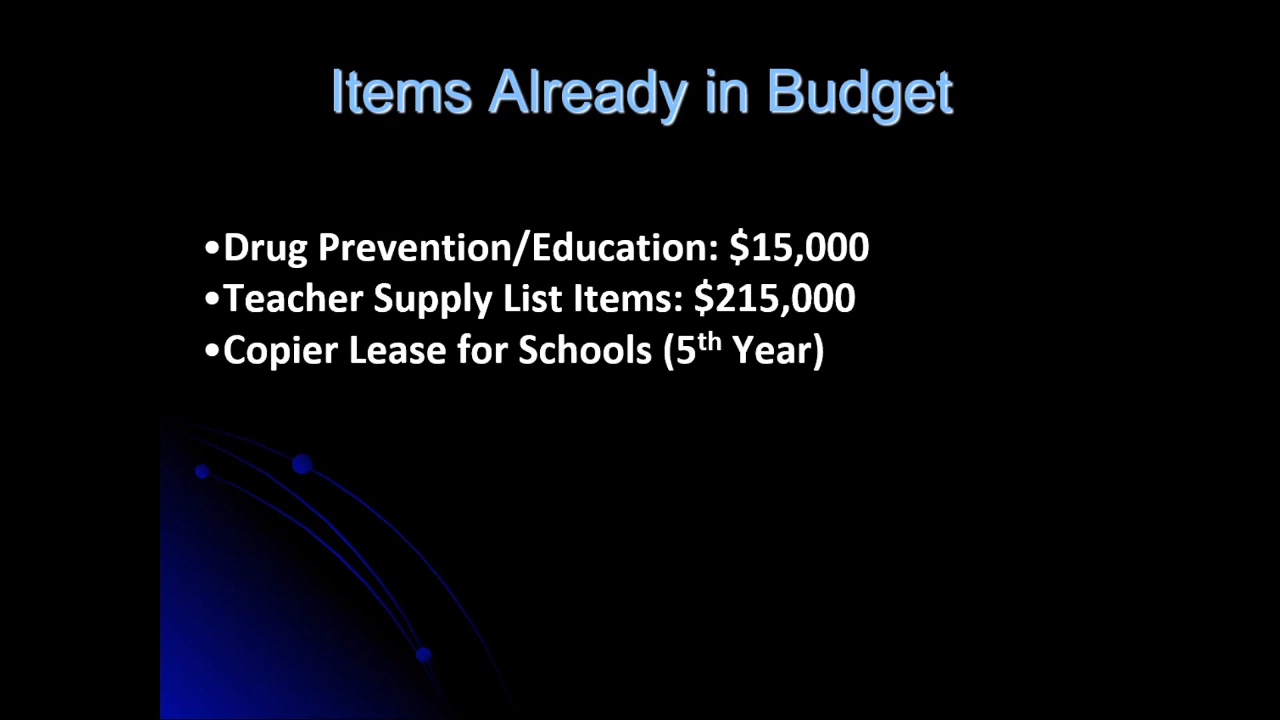 Items Already in Budget
•Drug Prevention/Education: $15,000
•Teacher Supply List Items: $215,000
•Copier Lease for Schools (5th Year)